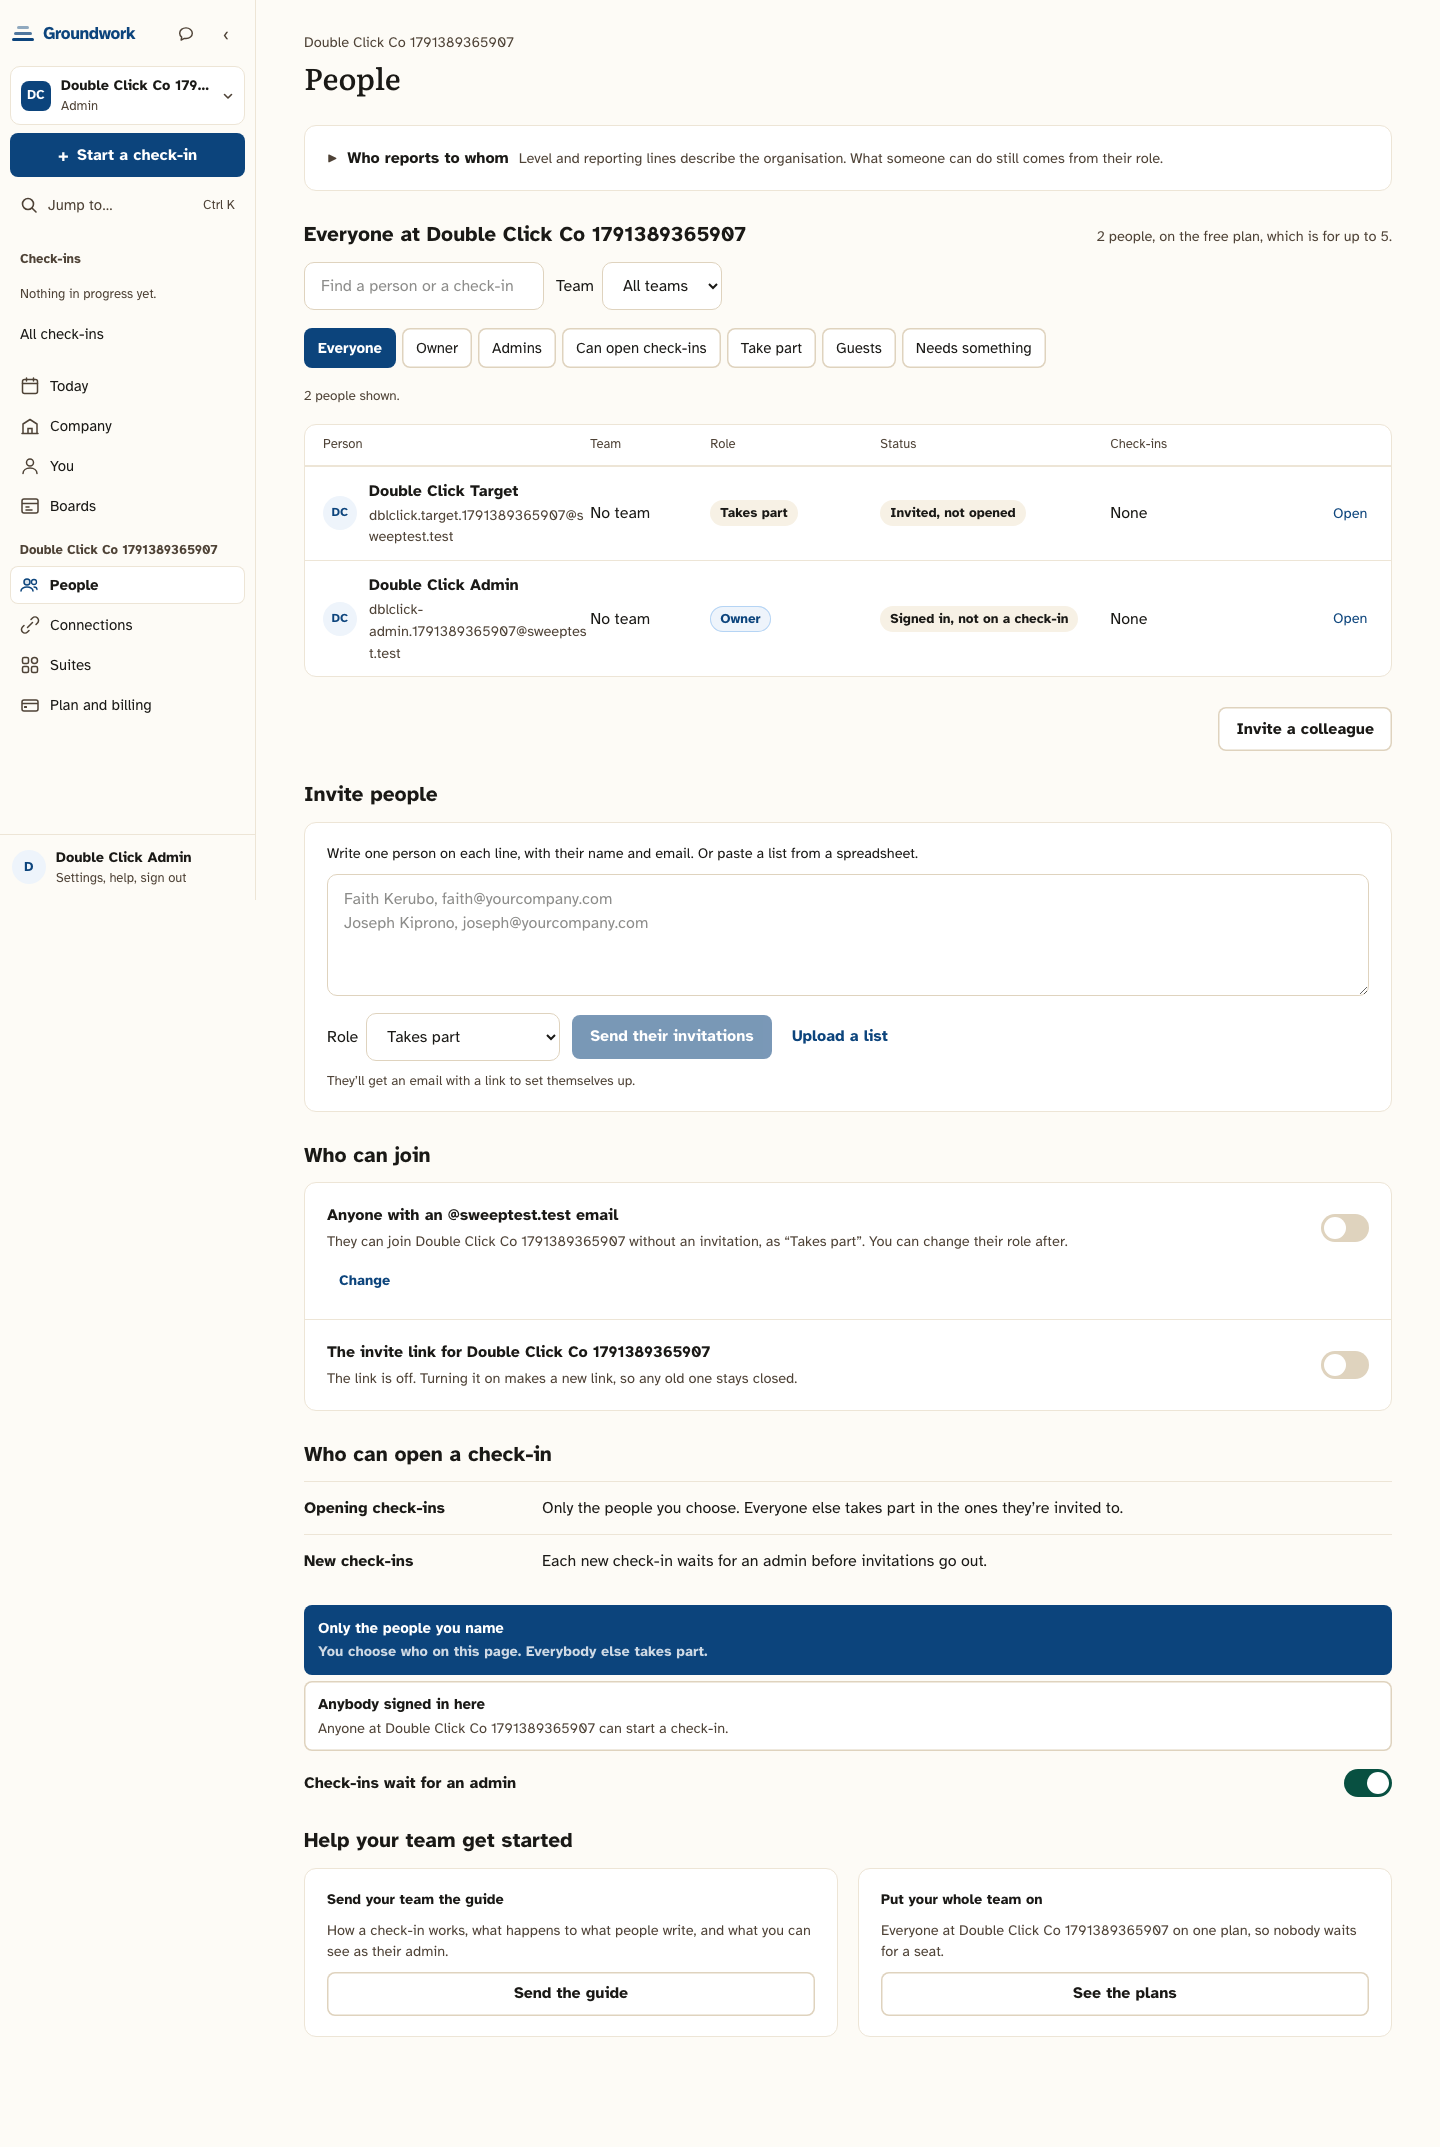 Groundwork
DC
Double Click Co 179...
Admin
+ Start a check-in
Jump to...
Ctrl K
Check-ins
Nothing in progress yet.
All check-ins
Today
Company
You
Boards
Double Click Co 1791389365907
People
Connections
Suites
Plan and billing
D
Double Click Admin
Settings, help, sign out
Double Click Co 1791389365907
People
Who reports to whom Level and reporting lines describe the organisation. What someone can do still comes from their role.
Everyone at Double Click Co 1791389365907
2 people, on the free plan, which is for up to 5.
Find a person or a check-in
Team
All teams
Everyone
Owner
Admins
Can open check-ins
Take part
Guests
Needs something
2 people shown.
Person Team Role Status Check-ins
DC
Double Click Target
dblclick.target.1791389365907@s
weeptest.test
No team
Takes part
Invited, not opened
None
Open
DC
Double Click Admin
dblclick-
admin.1791389365907@sweeptes
t.test
No team
Owner
Signed in, not on a check-in
None
Open
Invite a colleague
Invite people
Write one person on each line, with their name and email. Or paste a list from a spreadsheet.
Faith Kerubo, faith@yourcompany.com
Joseph Kiprono, joseph@yourcompany.com
Role
Takes part
Send their invitations
Upload a list
They'll get an email with a link to set themselves up.
Who can join
Anyone with an @sweeptest.test email
They can join Double Click Co 1791389365907 without an invitation, as “Takes part”. You can change their role after.
Change
The invite link for Double Click Co 1791389365907
The link is off. Turning it on makes a new link, so any old one stays closed.
Who can open a check-in
Opening check-ins
Only the people you choose. Everyone else takes part in the ones they’re invited to.
New check-ins
Each new check-in waits for an admin before invitations go out.
Only the people you name
You choose who on this page. Everybody else takes part.
Anybody signed in here
Anyone at Double Click Co 1791389365907 can start a check-in.
Check-ins wait for an admin
Help your team get started
Send your team the guide
How a check-in works, what happens to what people write, and what you can
see as their admin.
Send the guide
Put your whole team on
Everyone at Double Click Co 1791389365907 on one plan, so nobody waits
for a seat.
See the plans